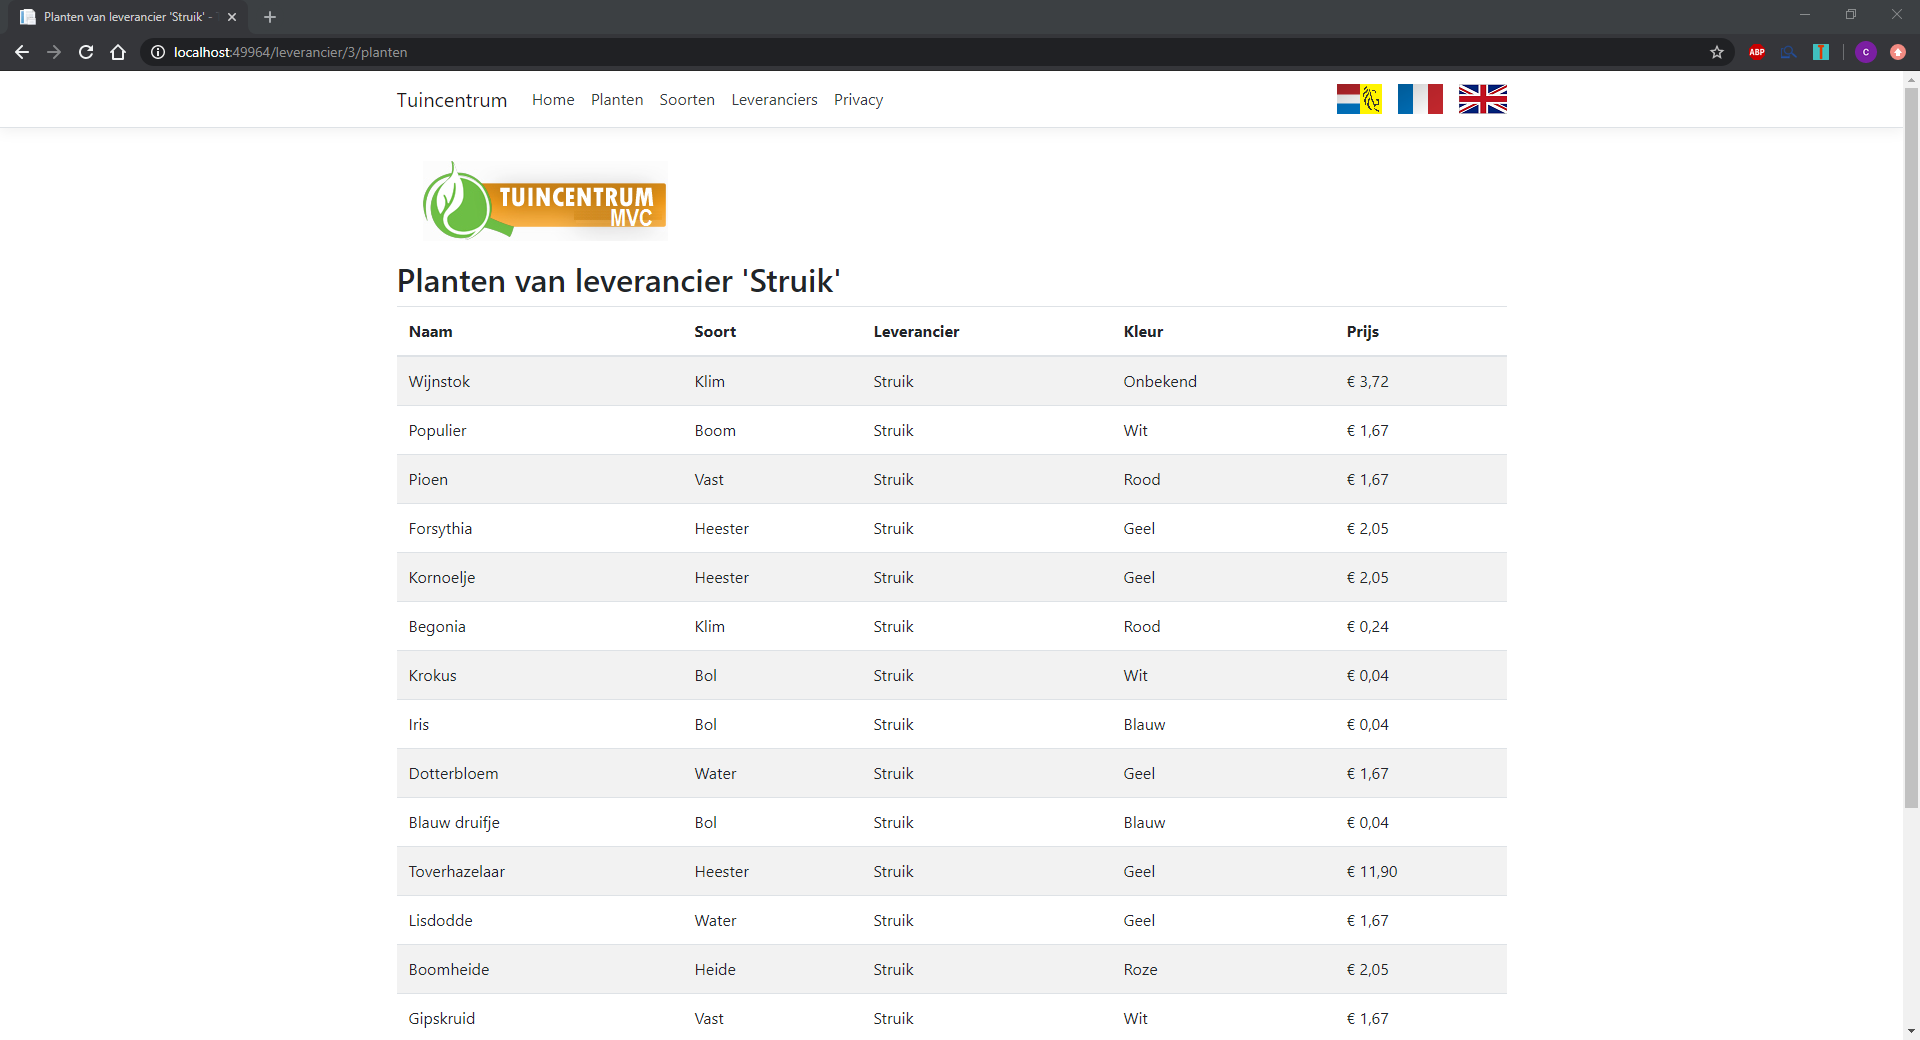 Planten van leverancier 'Struik' -
localhost:49964/leverancier/3/planten
ABP
C
Tuincentrum Home Planten Soorten Leveranciers Privacy
TUINCENTRUM
MVC
Planten van leverancier 'Struik'
Naam Soort Leverancier Kleur Prijs
Wijnstok Klim Struik Onbekend € 3,72
Populier Boom Struik Wit € 1,67
Pioen Vast Struik Rood € 1,67
Forsythia Heester Struik Geel € 2,05
Kornoelje Heester Struik Geel € 2,05
Begonia Klim Struik Rood € 0,24
Krokus Bol Struik Wit € 0,04
Iris Bol Struik Blauw € 0,04
Dotterbloem Water Struik Geel € 1,67
Blauw druifje Bol Struik Blauw € 0,04
Toverhazelaar Heester Struik Geel € 11,90
Lisdodde Water Struik Geel € 1,67
Boomheide Heide Struik Roze € 2,05
Gipskruid Vast Struik Wit € 1,67